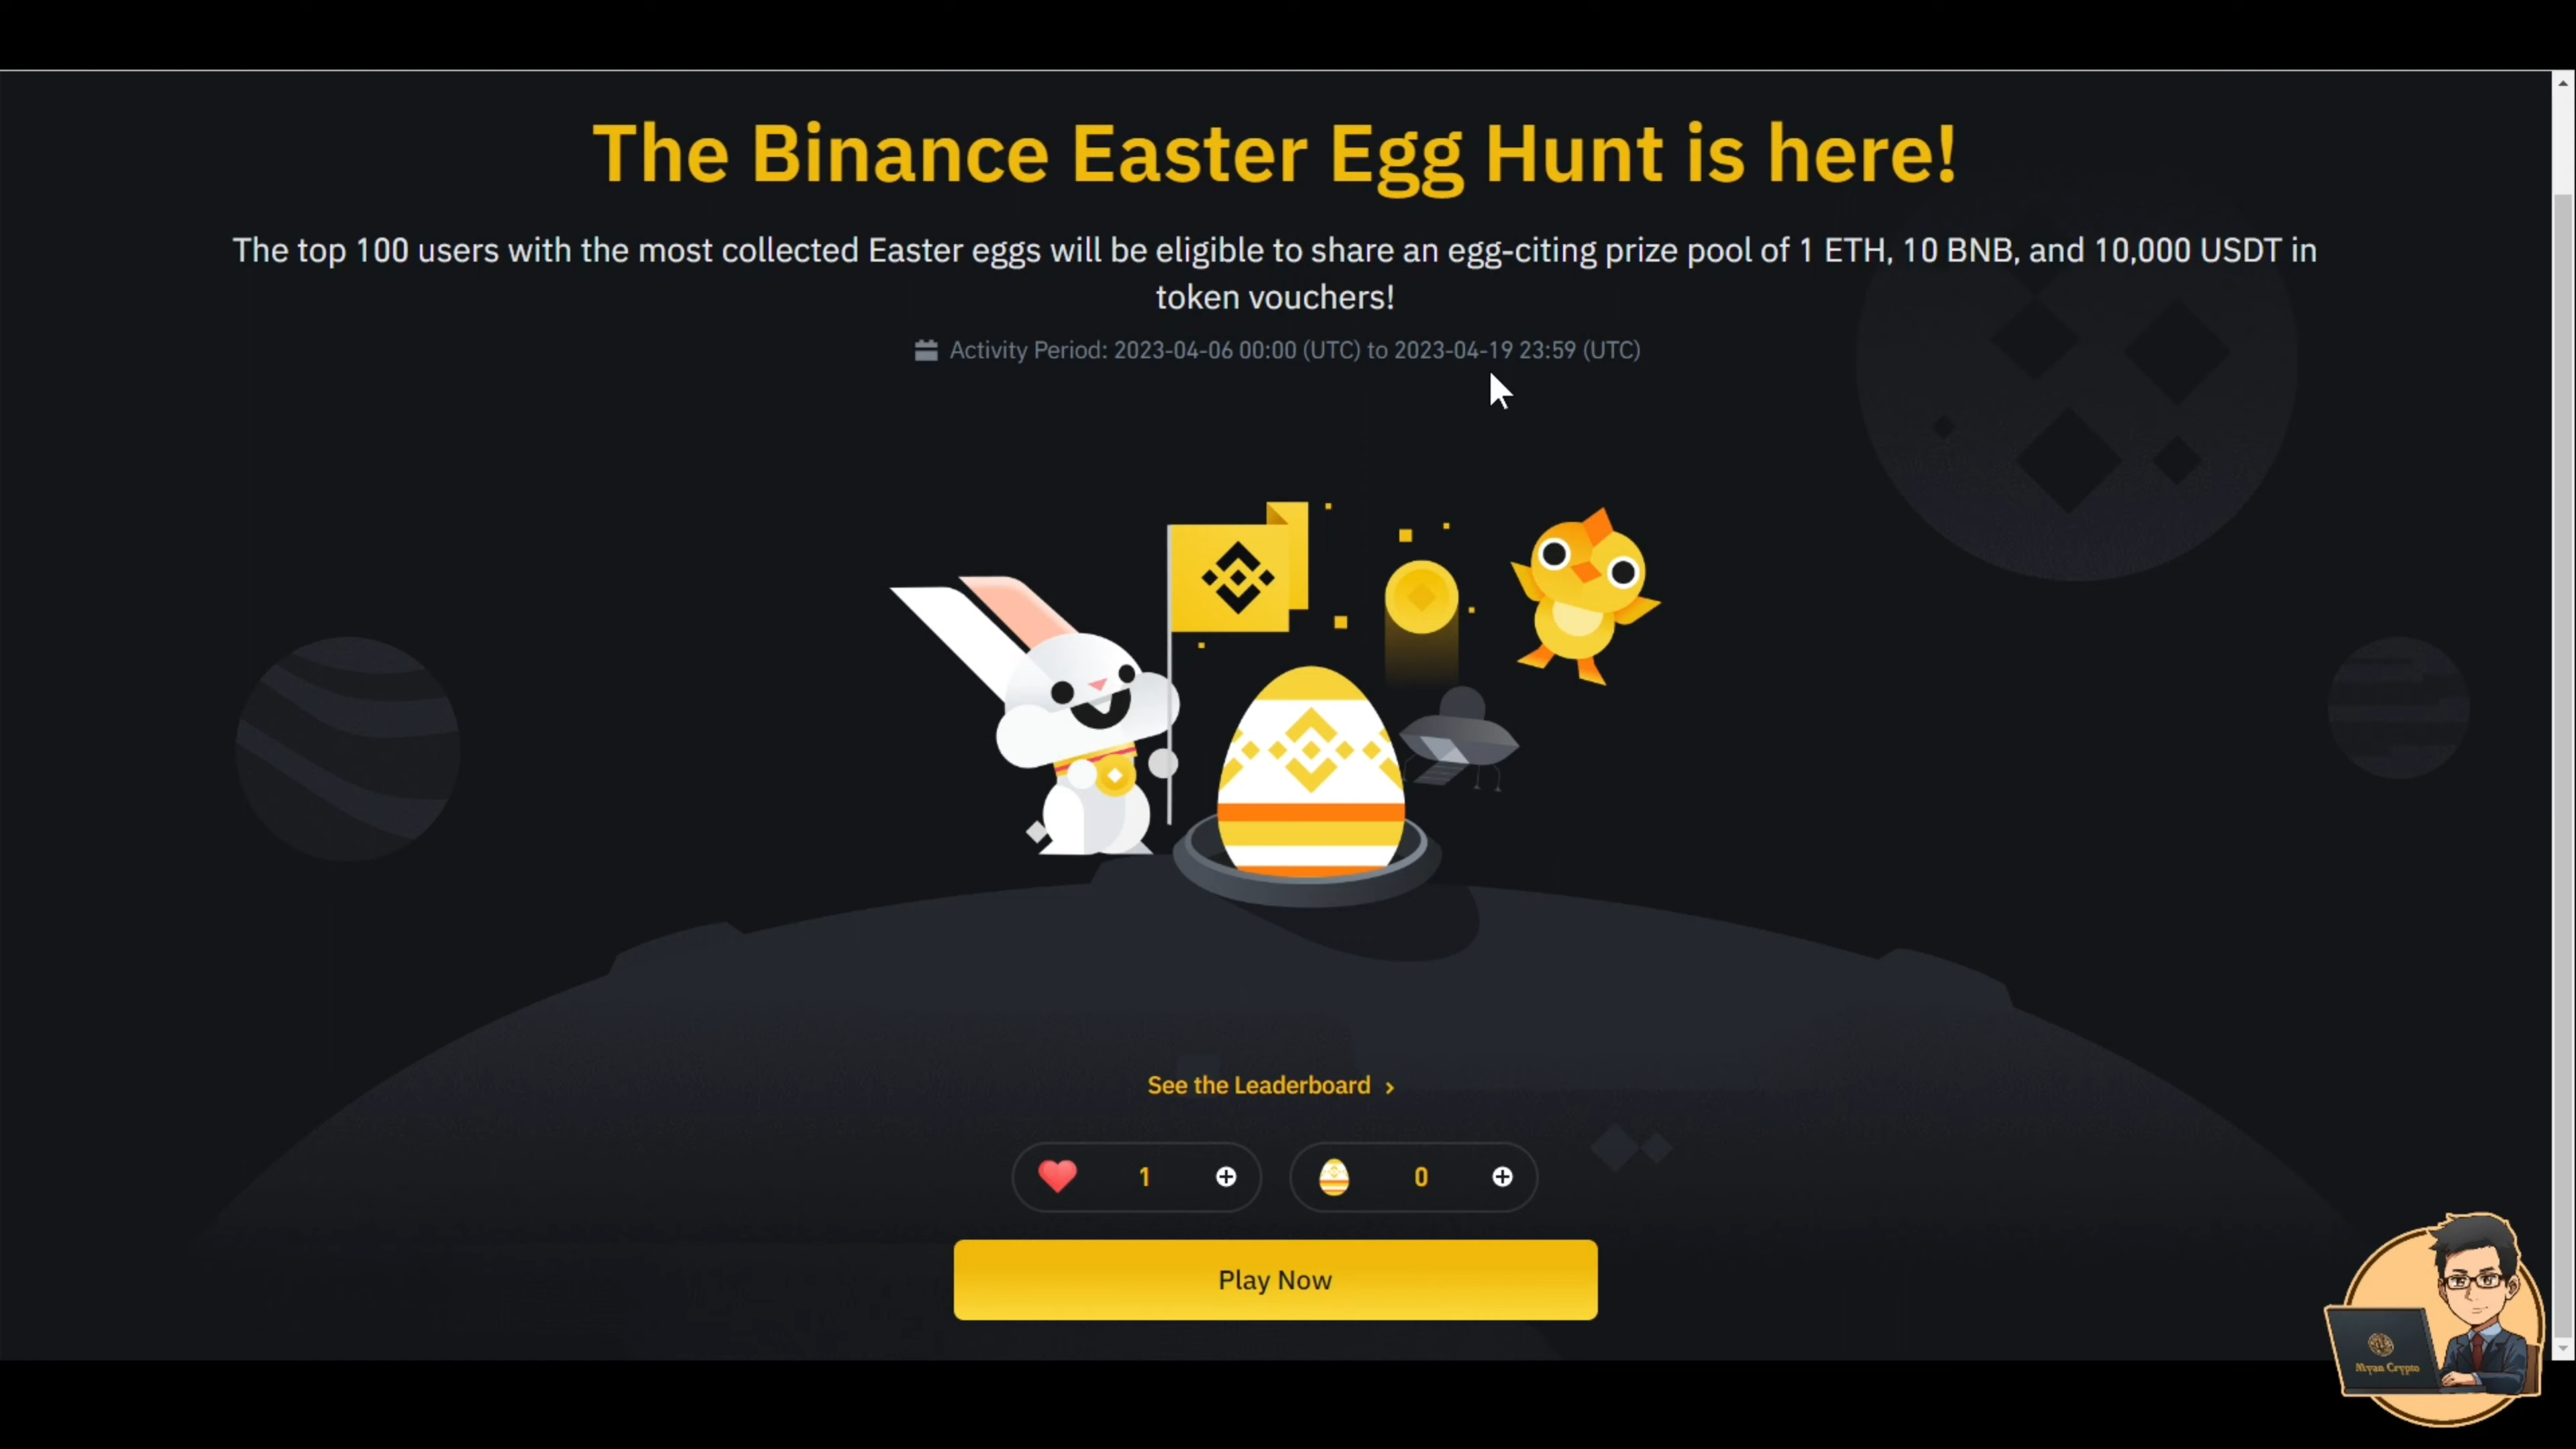 The Binance Easter Egg Hunt is here!
The top 100 users with the most collected Easter eggs will be eligible to share an egg-citing prize pool of 1 ETH, 10 BNB, and 10,000 USDT in
token vouchers!
Activity Period: 2023-04-06 00:00 (UTC) to 2023-04-19 23:59 (UTC)
See the Leaderboard
1
0
Play Now
Myan Crypto